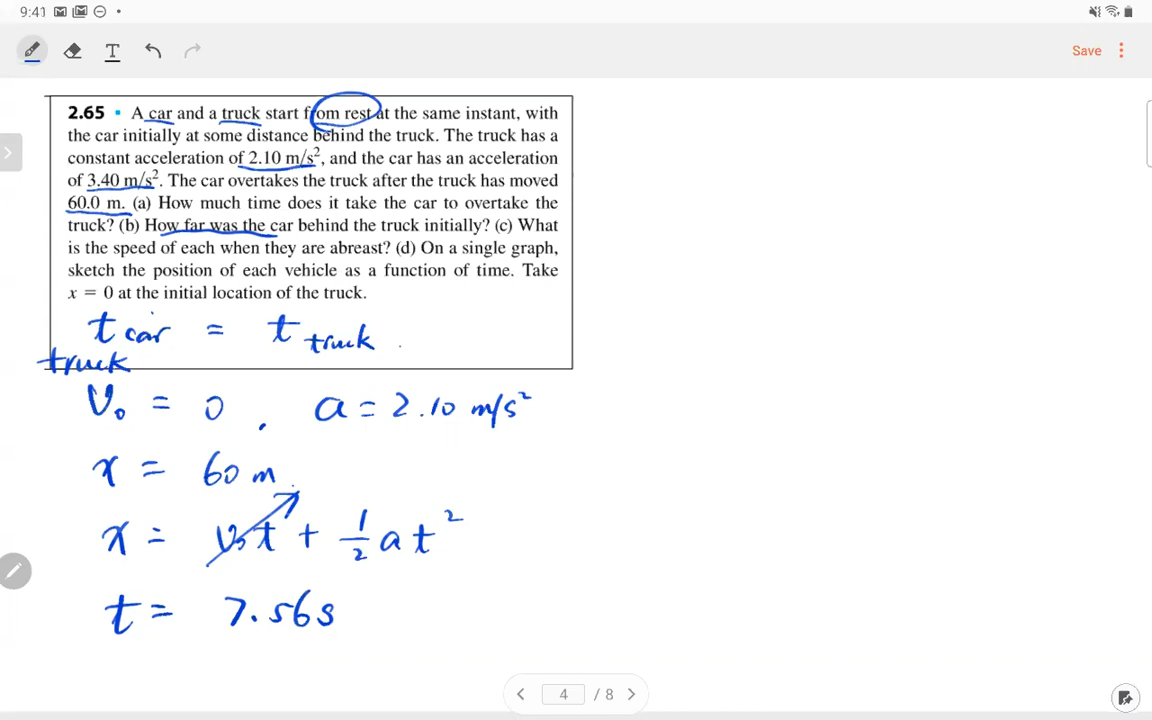 9:41
Save
2.65 • A car and a truck start from rest at the same instant, with
the car initially at some distance behind the truck. The truck has a
constant acceleration of 2.10 m/s², and the car has an acceleration
of 3.40 m/s². The car overtakes the truck after the truck has moved
60.0 m. (a) How much time does it take the car to overtake the
truck? (b) How far was the car behind the truck initially? (c) What
is the speed of each when they are abreast? (d) On a single graph,
sketch the position of each vehicle as a function of time. Take
x = 0 at the initial location of the truck.
t car = t truck
truck
v₀ = 0, a = 2.10 m/s²
x = 60 m
x = v₀t + 1/2 at²
t = 7.56s
4 / 8